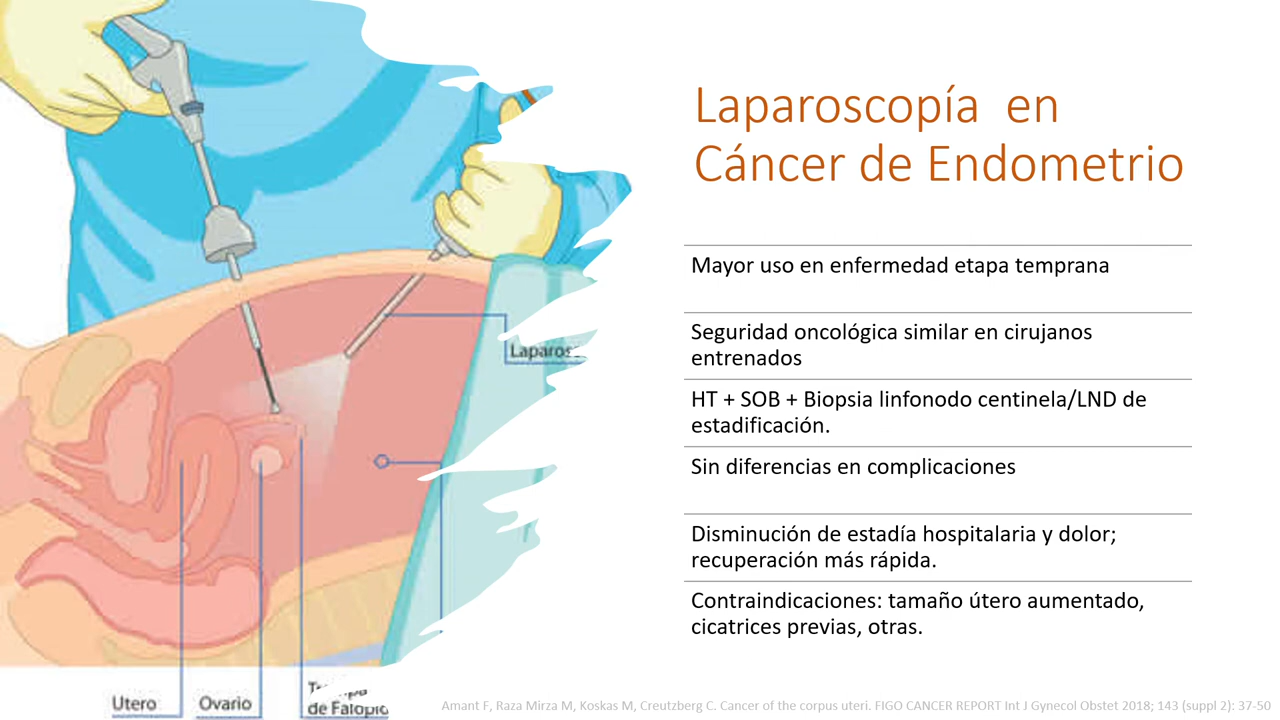 Laparoscopía en
Cáncer de Endometrio
Mayor uso en enfermedad etapa temprana
Seguridad oncológica similar en cirujanos
entrenados
HT + SOB + Biopsia linfonodo centinela/LND de
estadificación.
Sin diferencias en complicaciones
Disminución de estadía hospitalaria y dolor;
recuperación más rápida.
Contraindicaciones: tamaño útero aumentado,
cicatrices previas, otras.
Utero
Ovario
de
Amant F, Raza Mirza M, Koskas M, Creutzberg C. Cancer of the corpus uteri. FIGO CANCER REPORT Int J Gynecol Obstet 2018; 143 (suppl 2): 37-50